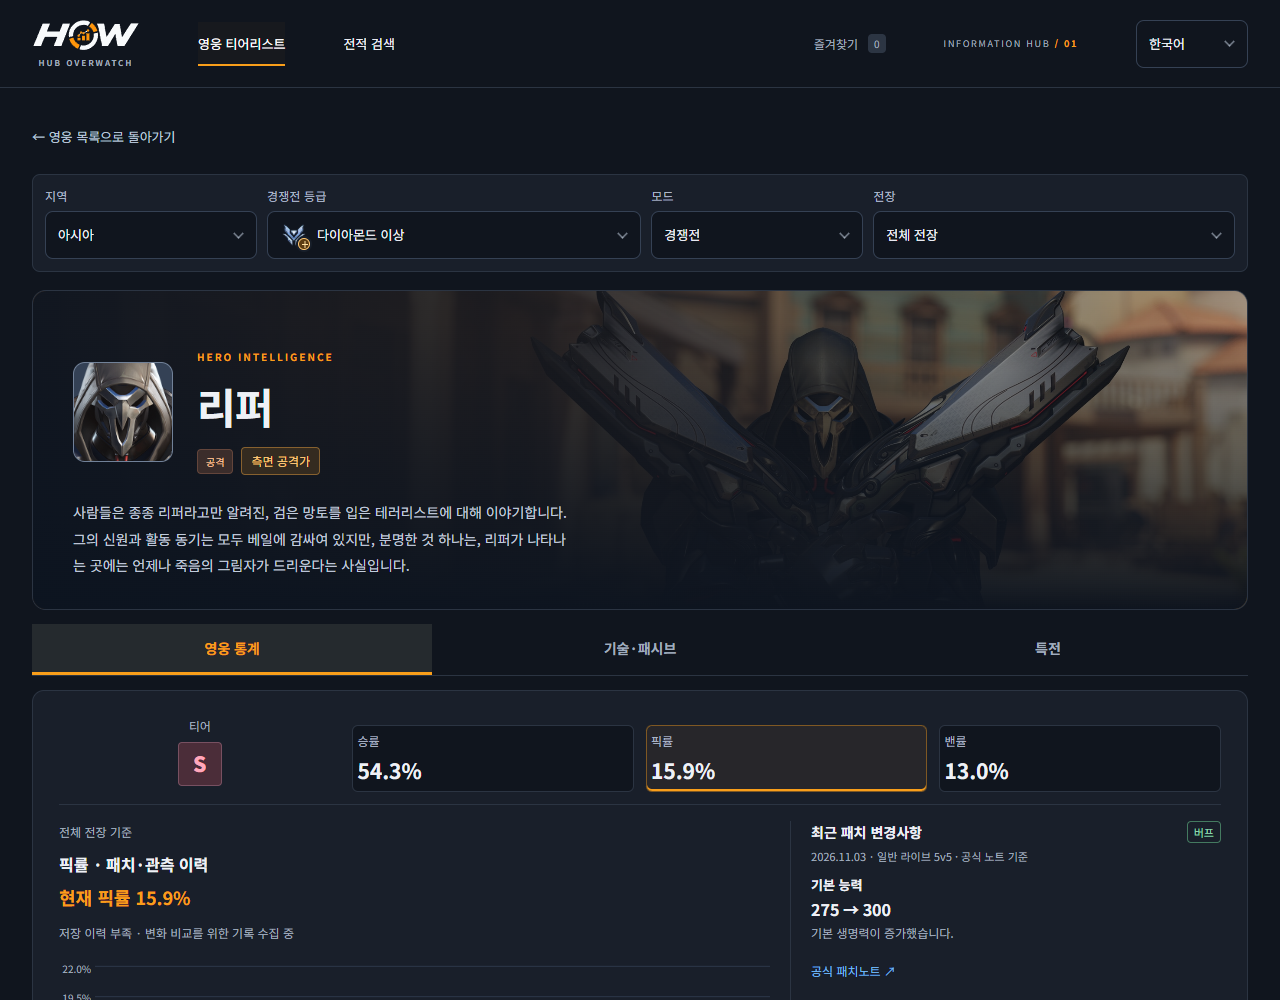 HOW
HUB OVERWATCH
영웅 티어리스트
전적 검색
즐겨찾기 0
INFORMATION HUB / 01
한국어
← 영웅 목록으로 돌아가기
지역
경쟁전 등급
모드
전장
아시아
다이아몬드 이상
경쟁전
전체 전장
HERO INTELLIGENCE
리퍼
공격
측면 공격가
사람들은 종종 리퍼라고만 알려진, 검은 망토를 입은 테러리스트에 대해 이야기합니다.
그의 신원과 활동 동기는 모두 베일에 감싸여 있지만, 분명한 것 하나는, 리퍼가 나타나
는 곳에는 언제나 죽음의 그림자가 드리운다는 사실입니다.
영웅 통계
기술·패시브
특전
티어
S
승률
54.3%
픽률
15.9%
밴률
13.0%
전체 전장 기준
픽률 · 패치·관측 이력
현재 픽률 15.9%
저장 이력 부족 · 변화 비교를 위한 기록 수집 중
22.0%
19.5%
최근 패치 변경사항
버프
2026.11.03 · 일반 라이브 5v5 · 공식 노트 기준
기본 능력
275 → 300
기본 생명력이 증가했습니다.
공식 패치노트 ↗